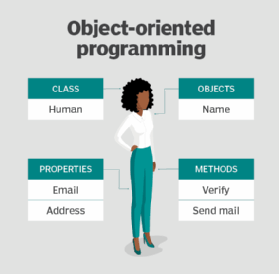 Object-oriented
programming
CLASS
Human
OBJECTS
Name
PROPERTIES
Email
Address
METHODS
Verify
Send mail